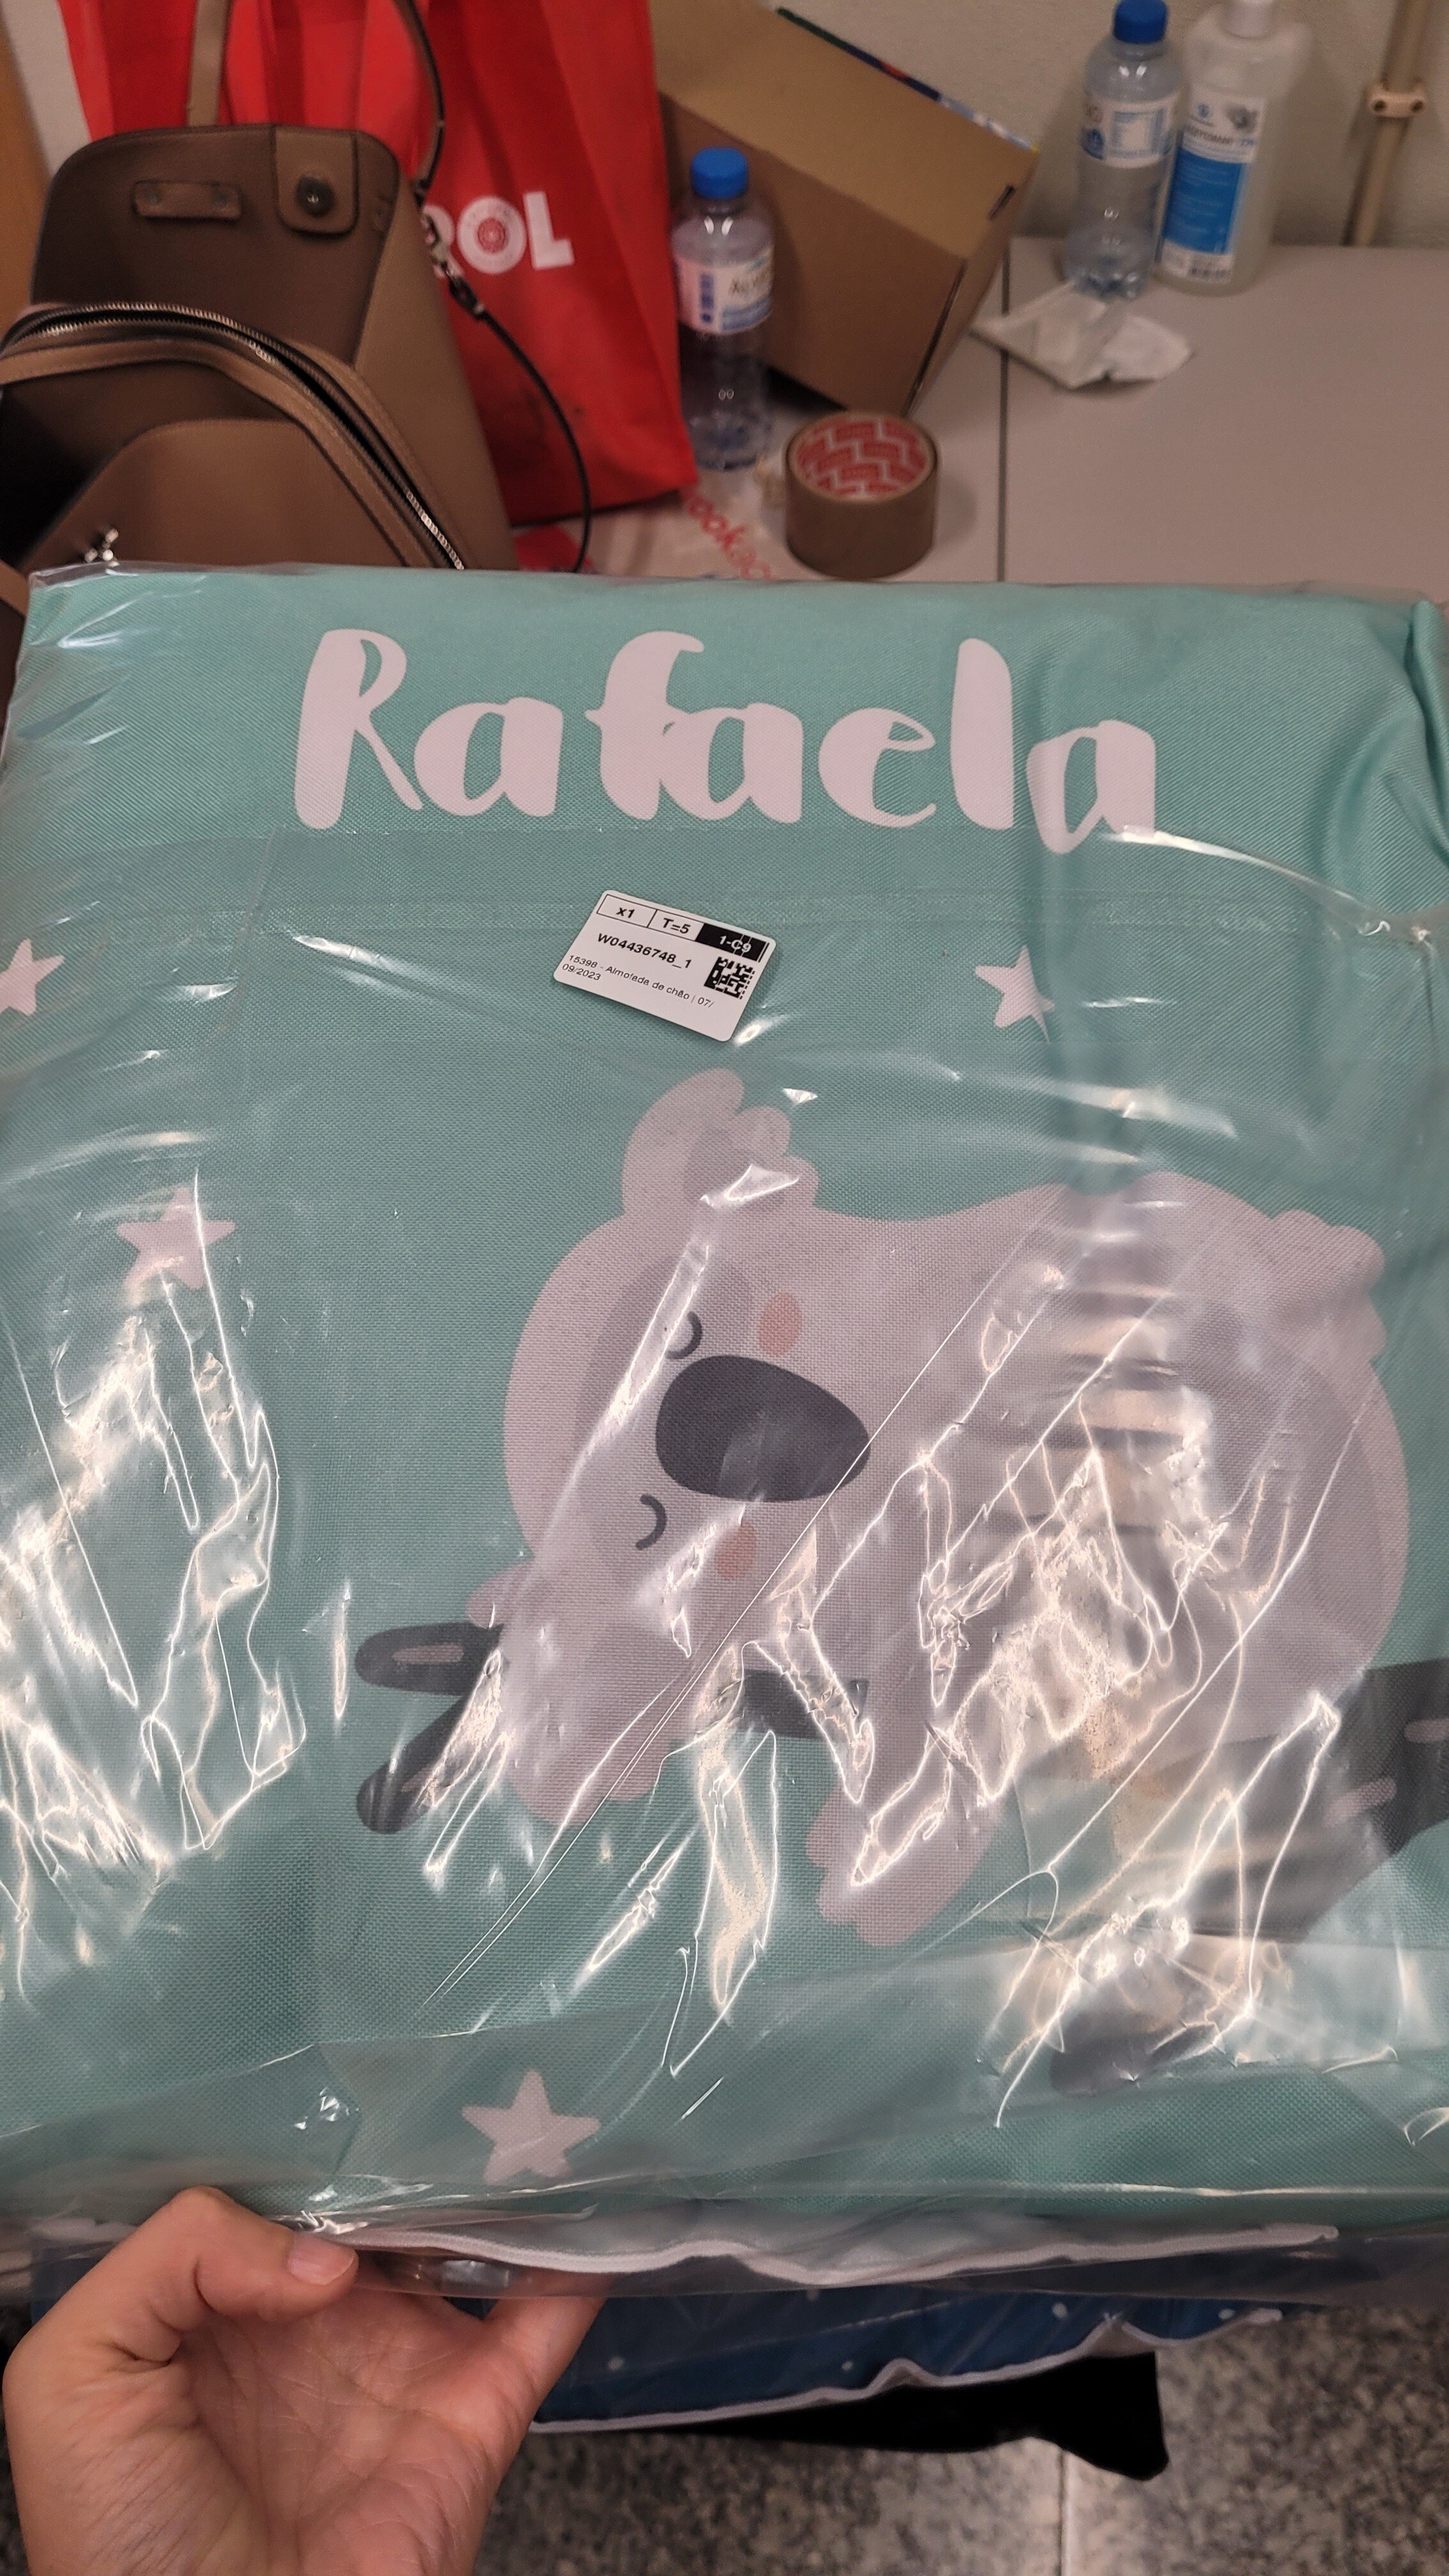 ROL
Rafaela
x1 T=5 1-C9
W04436748_1
15398 - Almofada de chão | 07/
09/2023